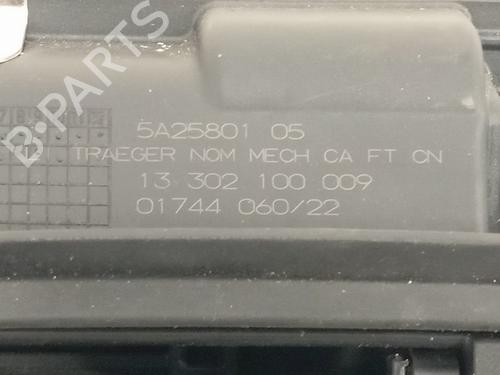 B-PARTS
5A25801 05
TRAEGER NOM MECH CA FT CN
13 302 100 009
01744 060/22